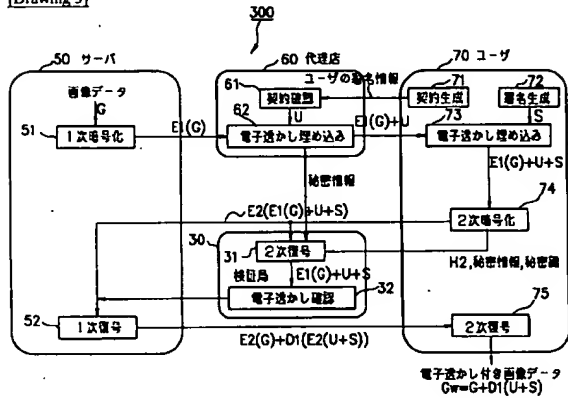 [Drawing 5]
300
50 サーバ
60 代理店
70 ユーザ
画像データ
G
51
1次暗号化
E1(G)
61
契約確認
62
U
電子透かし埋め込み
ユーザの署名情報
E1(G)+U
71
契約生成
72
署名生成
73
S
電子透かし埋め込み
秘密情報
E1(G)+U+S
74
2次暗号化
E2(E1(G)+U+S)
30
31
2次復号
検証局
E1(G)+U+S
H2,秘密情報,秘密鍵
電子透かし確認
32
52
1次復号
E2(G)+D1(E2(U+S))
75
2次復号
電子透かし付き画像データ
Gw=G+D1(U+S)